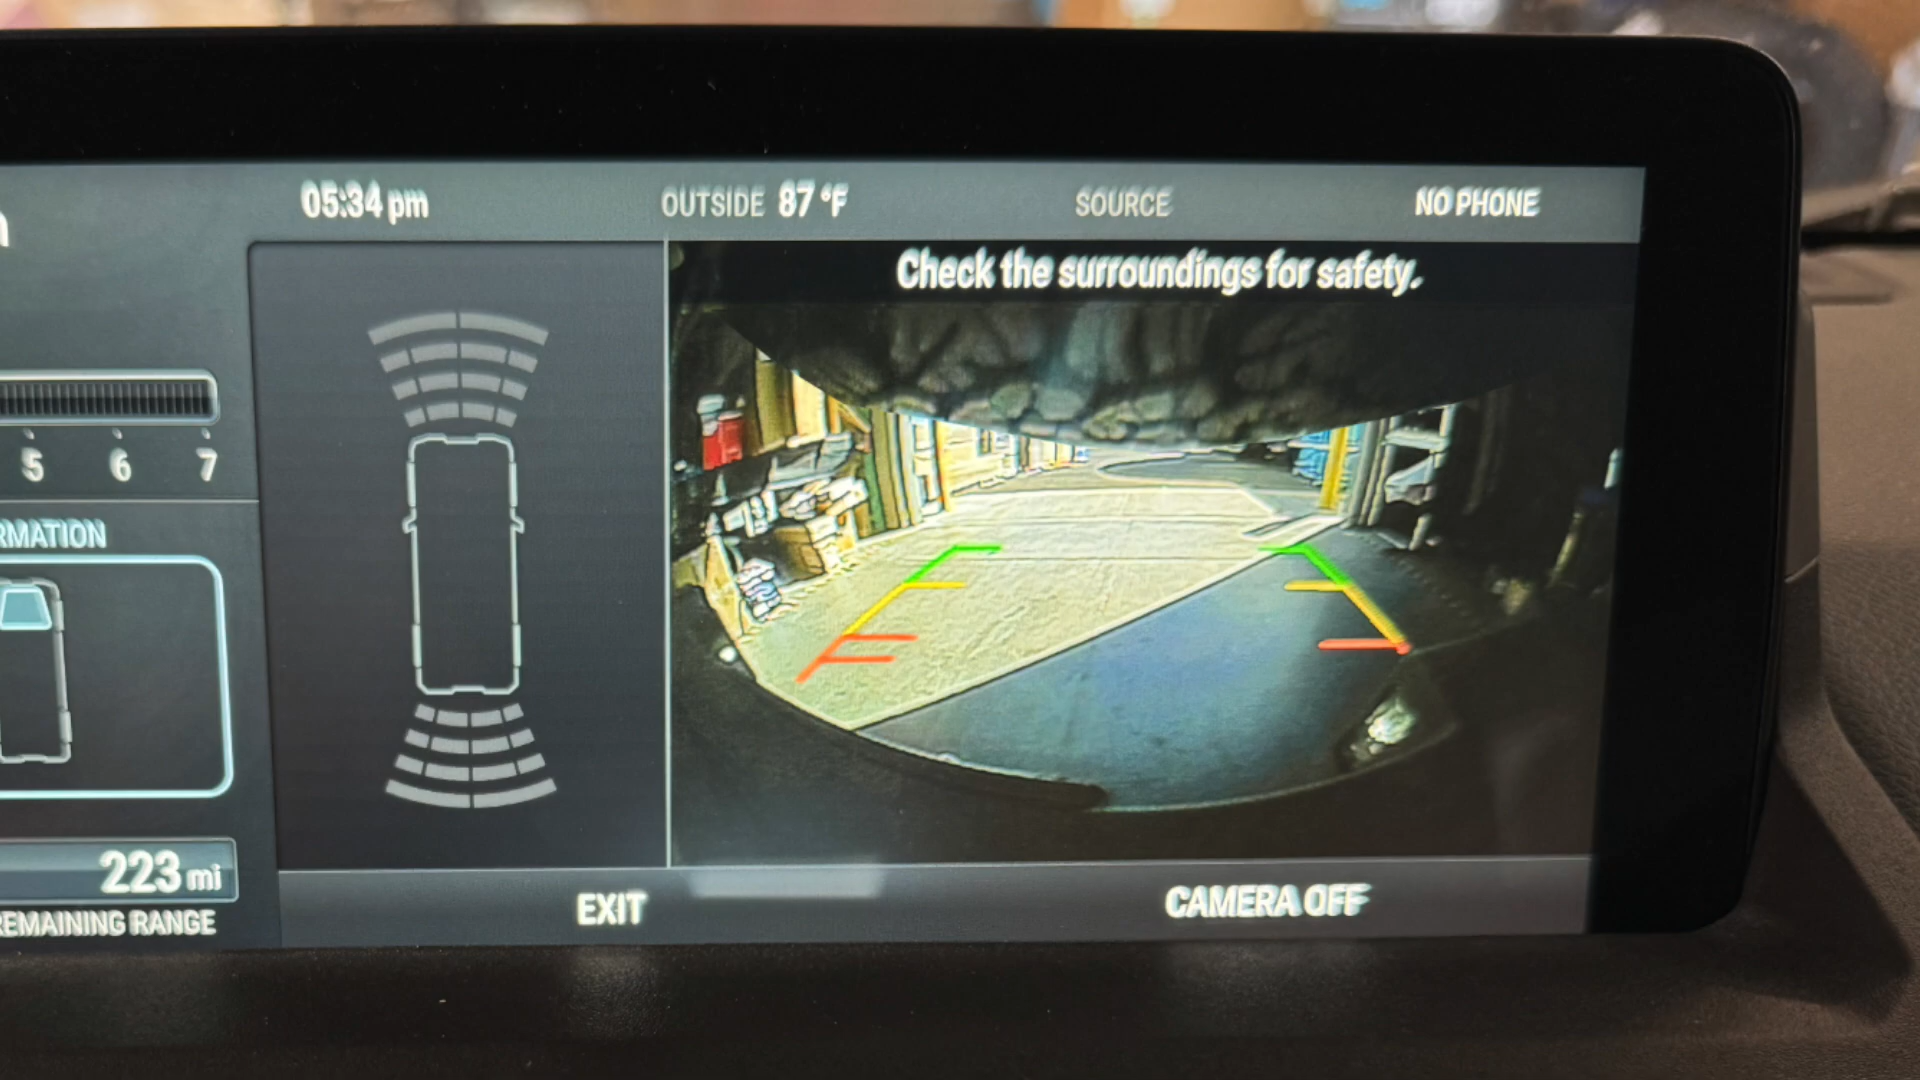 05:34 pm
OUTSIDE 87 °F
SOURCE
NO PHONE
Check the surroundings for safety.
5 6 7
RMATION
223 mi
REMAINING RANGE
EXIT
CAMERA OFF